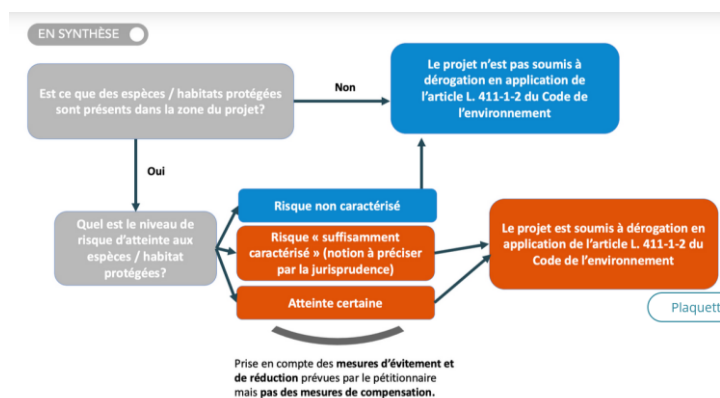 EN SYNTHÈSE
Est ce que des espèces / habitats protégées
sont présents dans la zone du projet?
Non
Le projet n'est pas soumis à
dérogation en application de
l'article L. 411-1-2 du Code de
l'environnement
Oui
Quel est le niveau de
risque d'atteinte aux
espèces / habitat
protégées?
Risque non caractérisé
Risque « suffisamment
caractérisé » (notion à préciser
par la jurisprudence)
Atteinte certaine
Le projet est soumis à dérogation en
application de l'article L. 411-1-2 du
Code de l'environnement
Plaquett
Prise en compte des mesures d'évitement et
de réduction prévues par le pétitionnaire
mais pas des mesures de compensation.